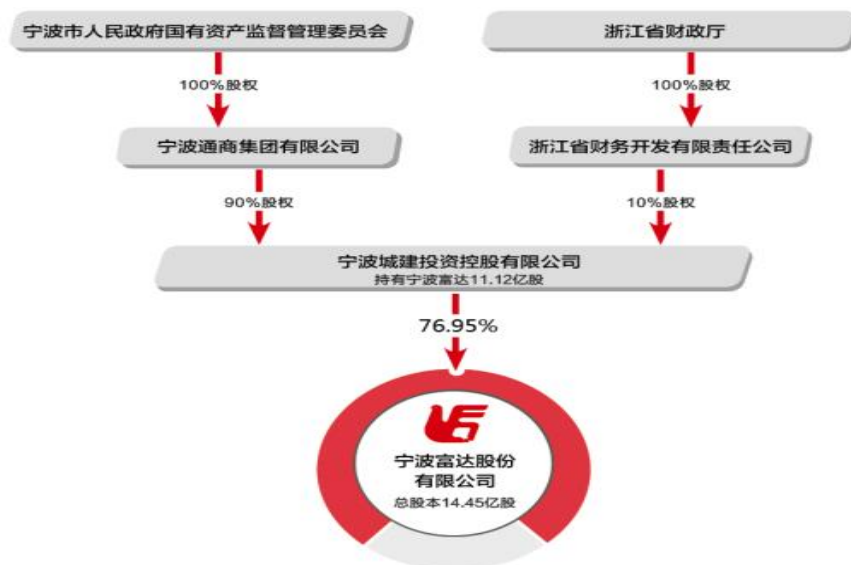 宁波市人民政府国有资产监督管理委员会
浙江省财政厅
100%股权
100%股权
宁波通商集团有限公司
浙江省财务开发有限责任公司
90%股权
10%股权
宁波城建投资控股有限公司
持有宁波富达11.12亿股
76.95%
宁波富达股份
有限公司
总股本14.45亿股